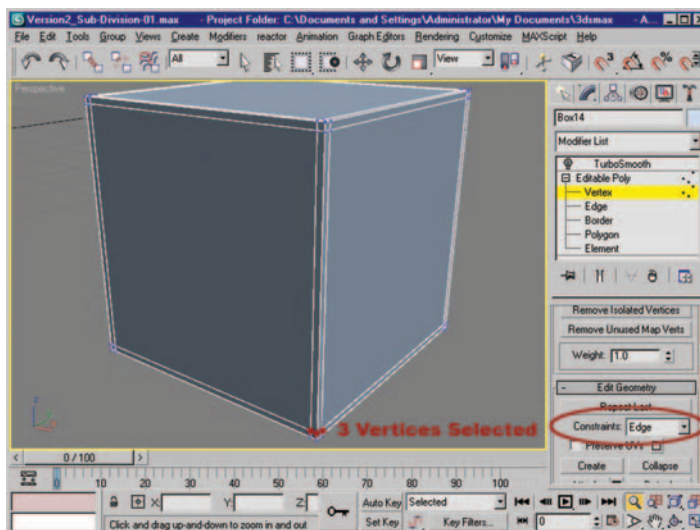 Version2_Sub-Division-01.max - Project Folder: C:\Documents and Settings\Administrator\My Documents\3dsmax - A...
File Edit Tools Group Views Create Modifiers reactor Animation Graph Editors Rendering Customize MAXScript Help
All
View
Perspective
Box14
Modifier List
TurboSmooth
Editable Poly
Vertex
Edge
Border
Polygon
Element
Remove Isolated Vertices
Remove Unused Map Verts
Weight: 1.0
- Edit Geometry
Repeat Last
Constraints: Edge
Preserve UVs
Create Collapse
3 Vertices Selected
z
< 0 / 100 >
0 10 20 30 40 50 60 70 80 90 100
X: Y: Z:
Auto Key Selected
Click and drag up-and-down to zoom in and out
Set Key Key Filters...
0